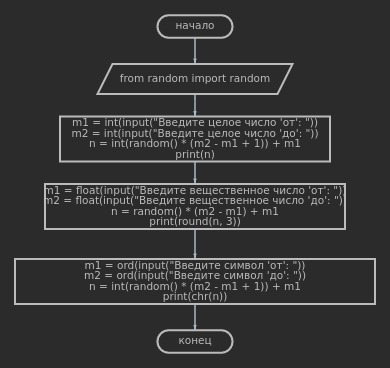 начало
from random import random
m1 = int(input("Введите целое число 'от': "))
m2 = int(input("Введите целое число 'до': "))
n = int(random() * (m2 - m1 + 1)) + m1
print(n)
m1 = float(input("Введите вещественное число 'от': "))
m2 = float(input("Введите вещественное число 'до': "))
n = random() * (m2 - m1) + m1
print(round(n, 3))
m1 = ord(input("Введите символ 'от': "))
m2 = ord(input("Введите символ 'до': "))
n = int(random() * (m2 - m1 + 1)) + m1
print(chr(n))
конец